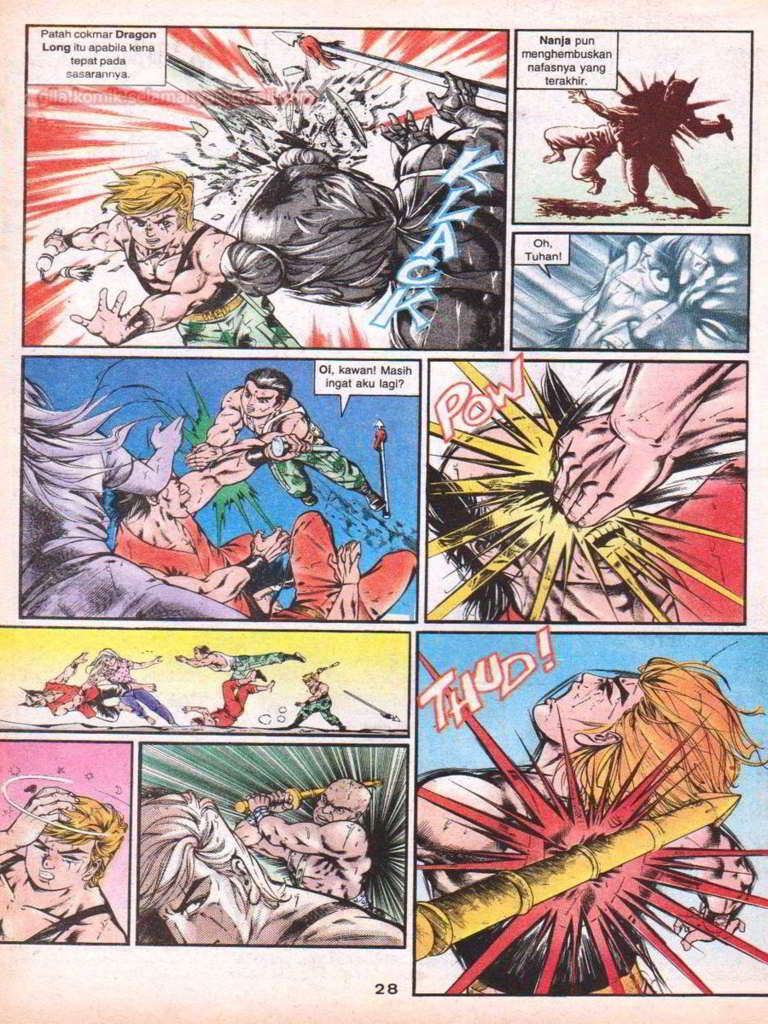 Patah cokmar Dragon
Long itu apabila kena
tepat pada
sasarannya.
KLACK
Nanja pun
menghembuskan
nafasnya yang
terakhir.
Oh,
Tuhan!
Oi, kawan! Masih
ingat aku lagi?
POW
THUD!
28